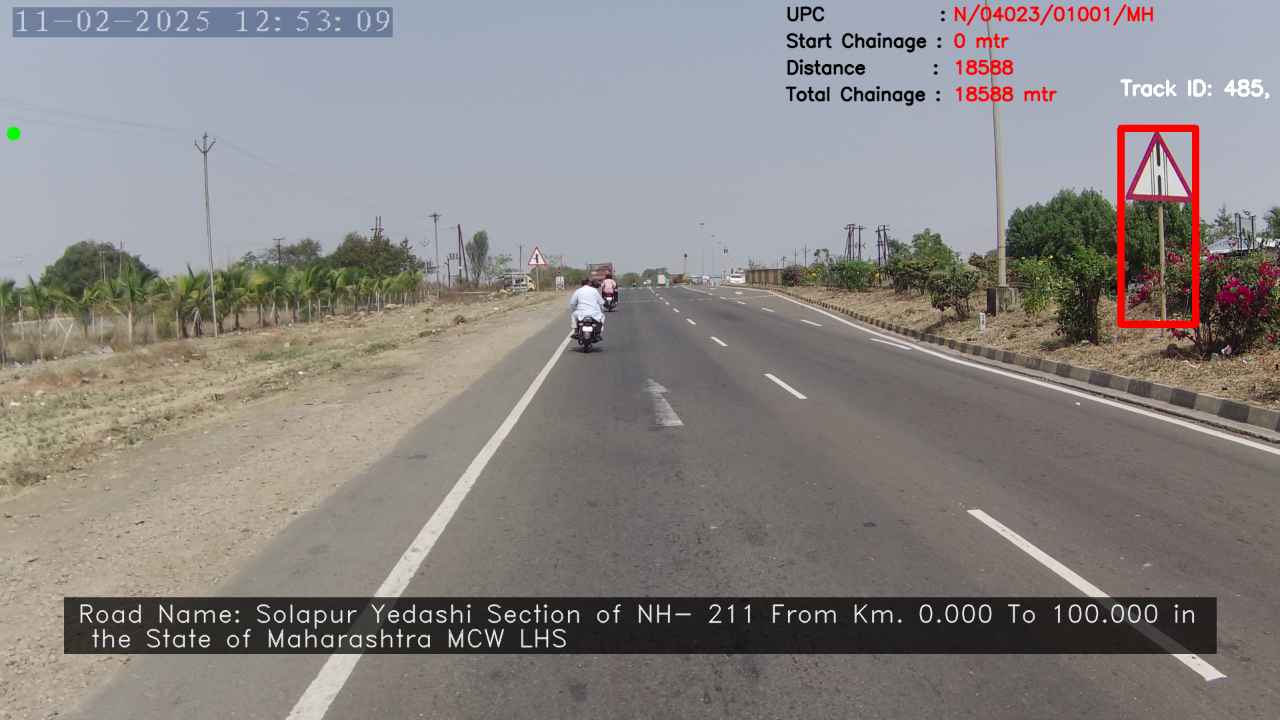 11-02-2025 12:53:09
UPC : N/04023/01001/MH
Start Chainage : 0 mtr
Distance : 18588
Total Chainage : 18588 mtr
Track ID: 485,
Road Name: Solapur Yedashi Section of NH- 211 From Km. 0.000 To 100.000 in
the State of Maharashtra MCW LHS